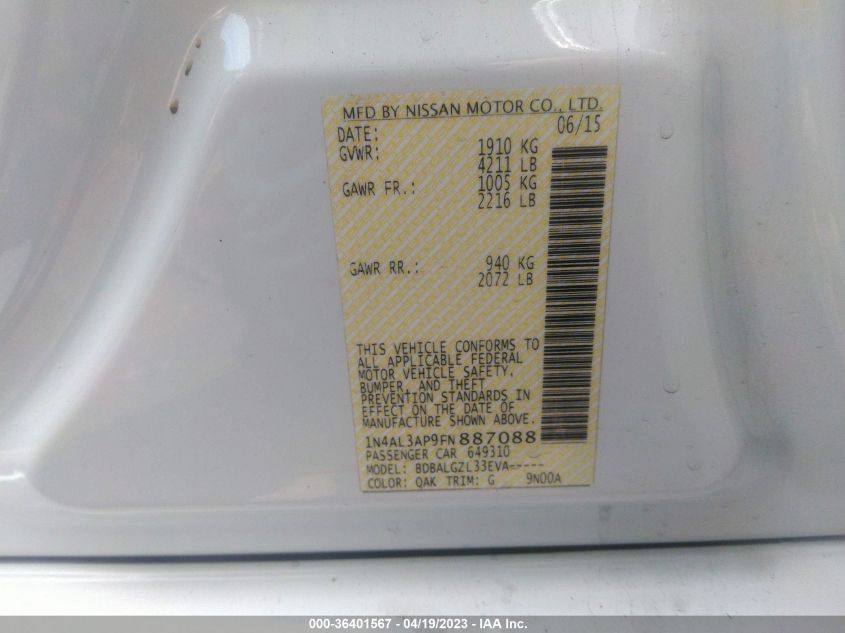 MFD BY NISSAN MOTOR CO., LTD.
DATE: 06/15
GVWR: 1910 KG
4211 LB
GAWR FR.: 1005 KG
2216 LB
GAWR RR.: 940 KG
2072 LB
THIS VEHICLE CONFORMS TO
ALL APPLICABLE FEDERAL
MOTOR VEHICLE SAFETY,
BUMPER, AND THEFT
PREVENTION STANDARDS IN
EFFECT ON THE DATE OF
MANUFACTURE SHOWN ABOVE.
1N4AL3AP9FN887088
PASSENGER CAR 649310
MODEL: BDBALGZL33EVA-----
COLOR: QAK TRIM: G 9N00A
000-36401567 - 04/19/2023 - IAA Inc.